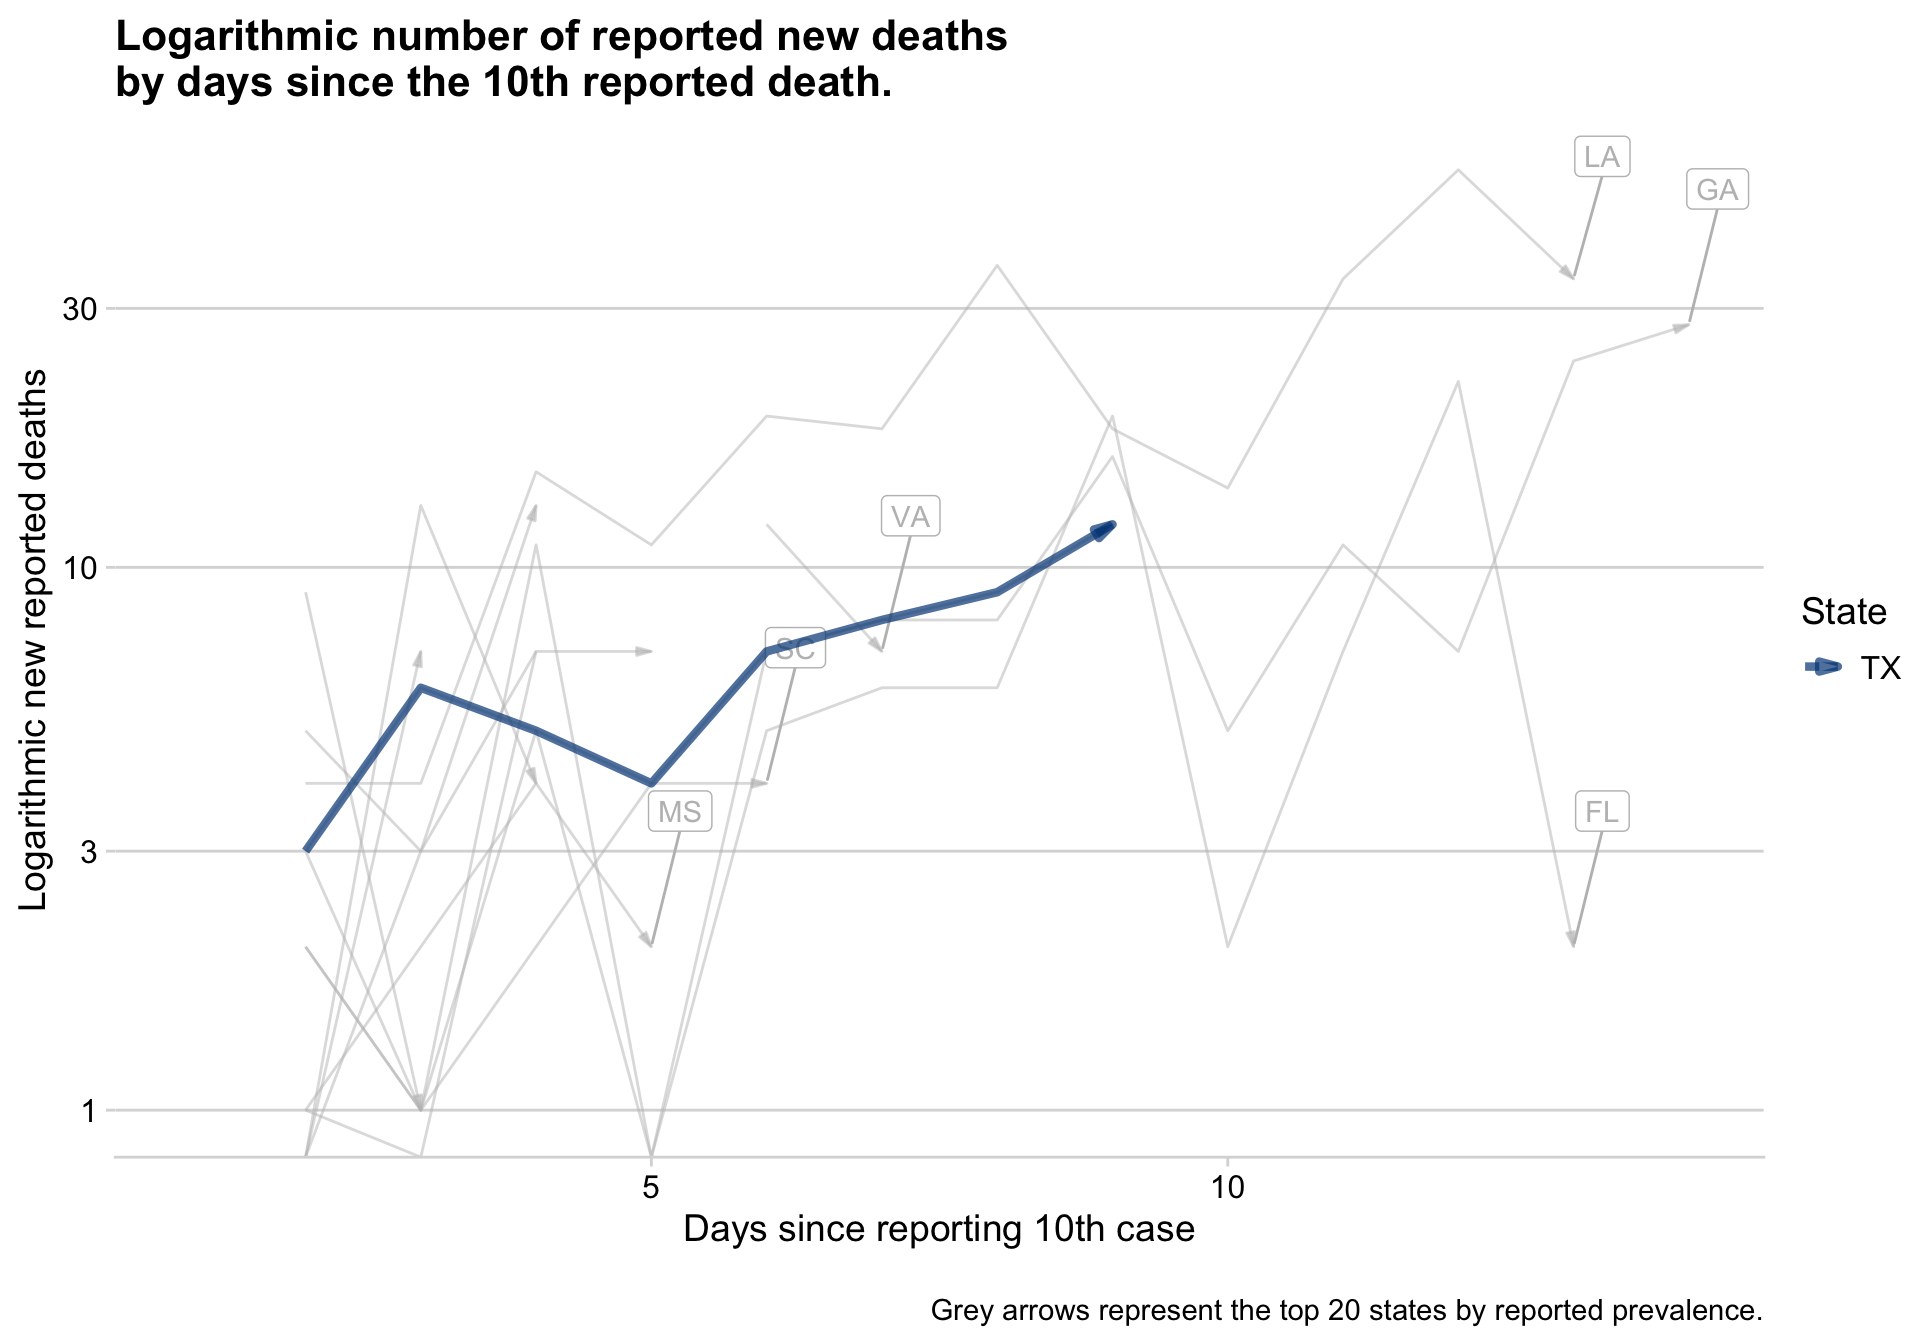 Logarithmic number of reported new deaths
by days since the 10th reported death.
LA
GA
30
VA
10
SC
MS
FL
3
1
Logarithmic new reported deaths
State
TX
5
10
Days since reporting 10th case
Grey arrows represent the top 20 states by reported prevalence.